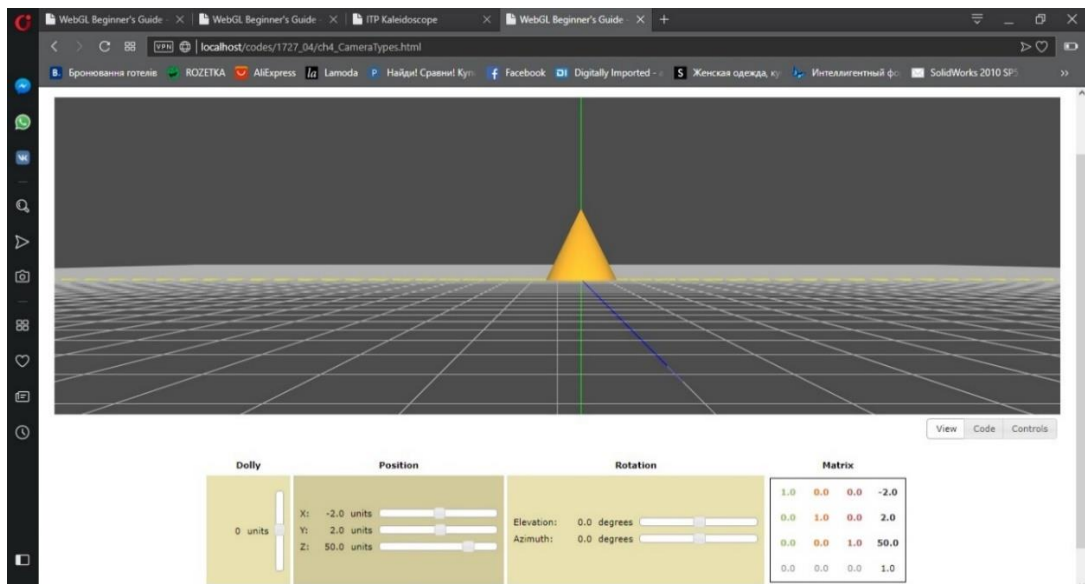 WebGL Beginner's Guide - WebGL Beginner's Guide - ITP Kaleidoscope WebGL Beginner's Guide -
VPN localhost/codes/1727_04/ch4_CameraTypes.html
B. Бронювання готелів ROZETKA AliExpress la Lamoda P Найди! Сравни! Куп f Facebook DI Digitally Imported - S Женская одежда, ку Интеллигентный фо SolidWorks 2010 SP5
View Code Controls
Dolly Position Rotation Matrix
1.0 0.0 0.0 -2.0
X: -2.0 units
Elevation: 0.0 degrees
0.0 1.0 0.0 2.0
0 units Y: 2.0 units
Azimuth: 0.0 degrees
Z: 50.0 units
0.0 0.0 1.0 50.0
0.0 0.0 0.0 1.0